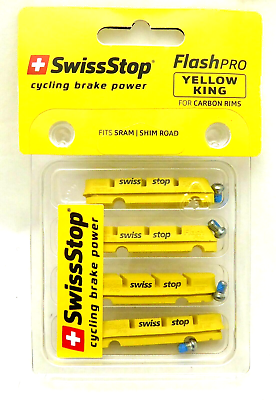 SwissStop
cycling brake power
FlashPRO
YELLOW
KING
FOR CARBON RIMS
FITS SRAM | SHIM ROAD
swiss stop
swiss stop
swiss stop
swiss stop
SwissStop
cycling brake power